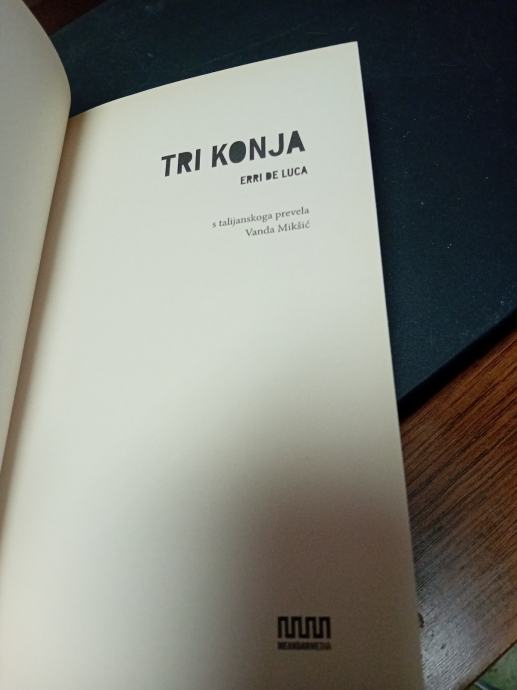 TRI KONJA
ERRI DE LUCA
s talijanskoga prevela
Vanda Mikšić
MEANDARMEDIA